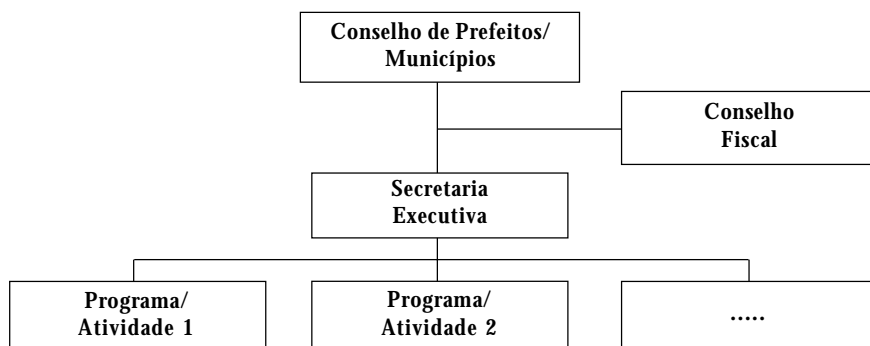 Conselho de Prefeitos/
Municípios
Conselho
Fiscal
Secretaria
Executiva
Programa/
Atividade 1
Programa/
Atividade 2
.....